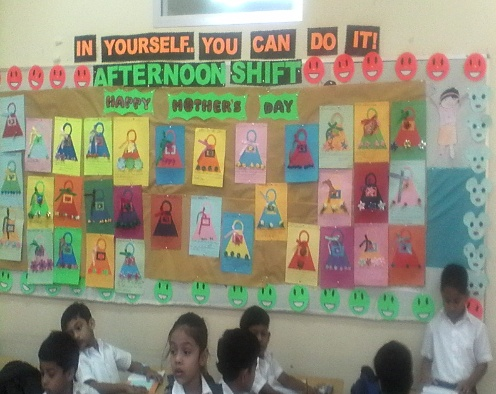 IN YOURSELF.. YOU CAN DO IT!
AFTERNOON SHIFT
HAPPY MOTHER'S DAY